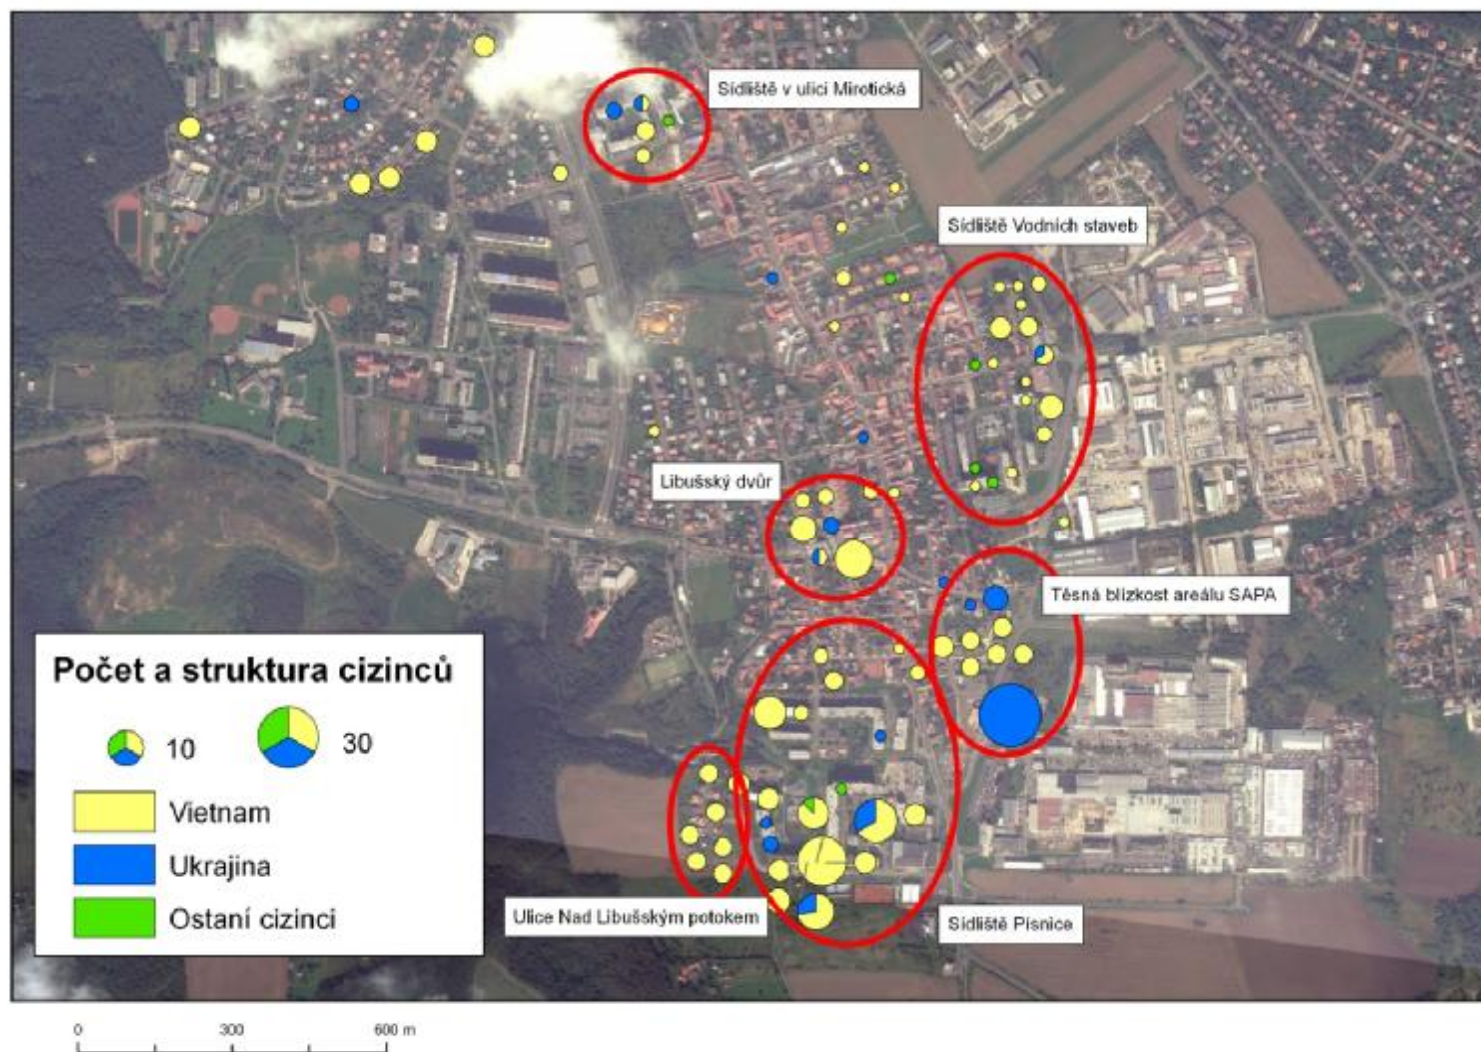 Sídliště v ulici Mirotická
Sídliště Vodních staveb
Libušský dvůr
Těsná blízkost areálu SAPA
Počet a struktura cizinců
10
30
Vietnam
Ukrajina
Ostaní cizinci
Ulice Nad Libušským potokem
Sídliště Písnice
0
300
600 m